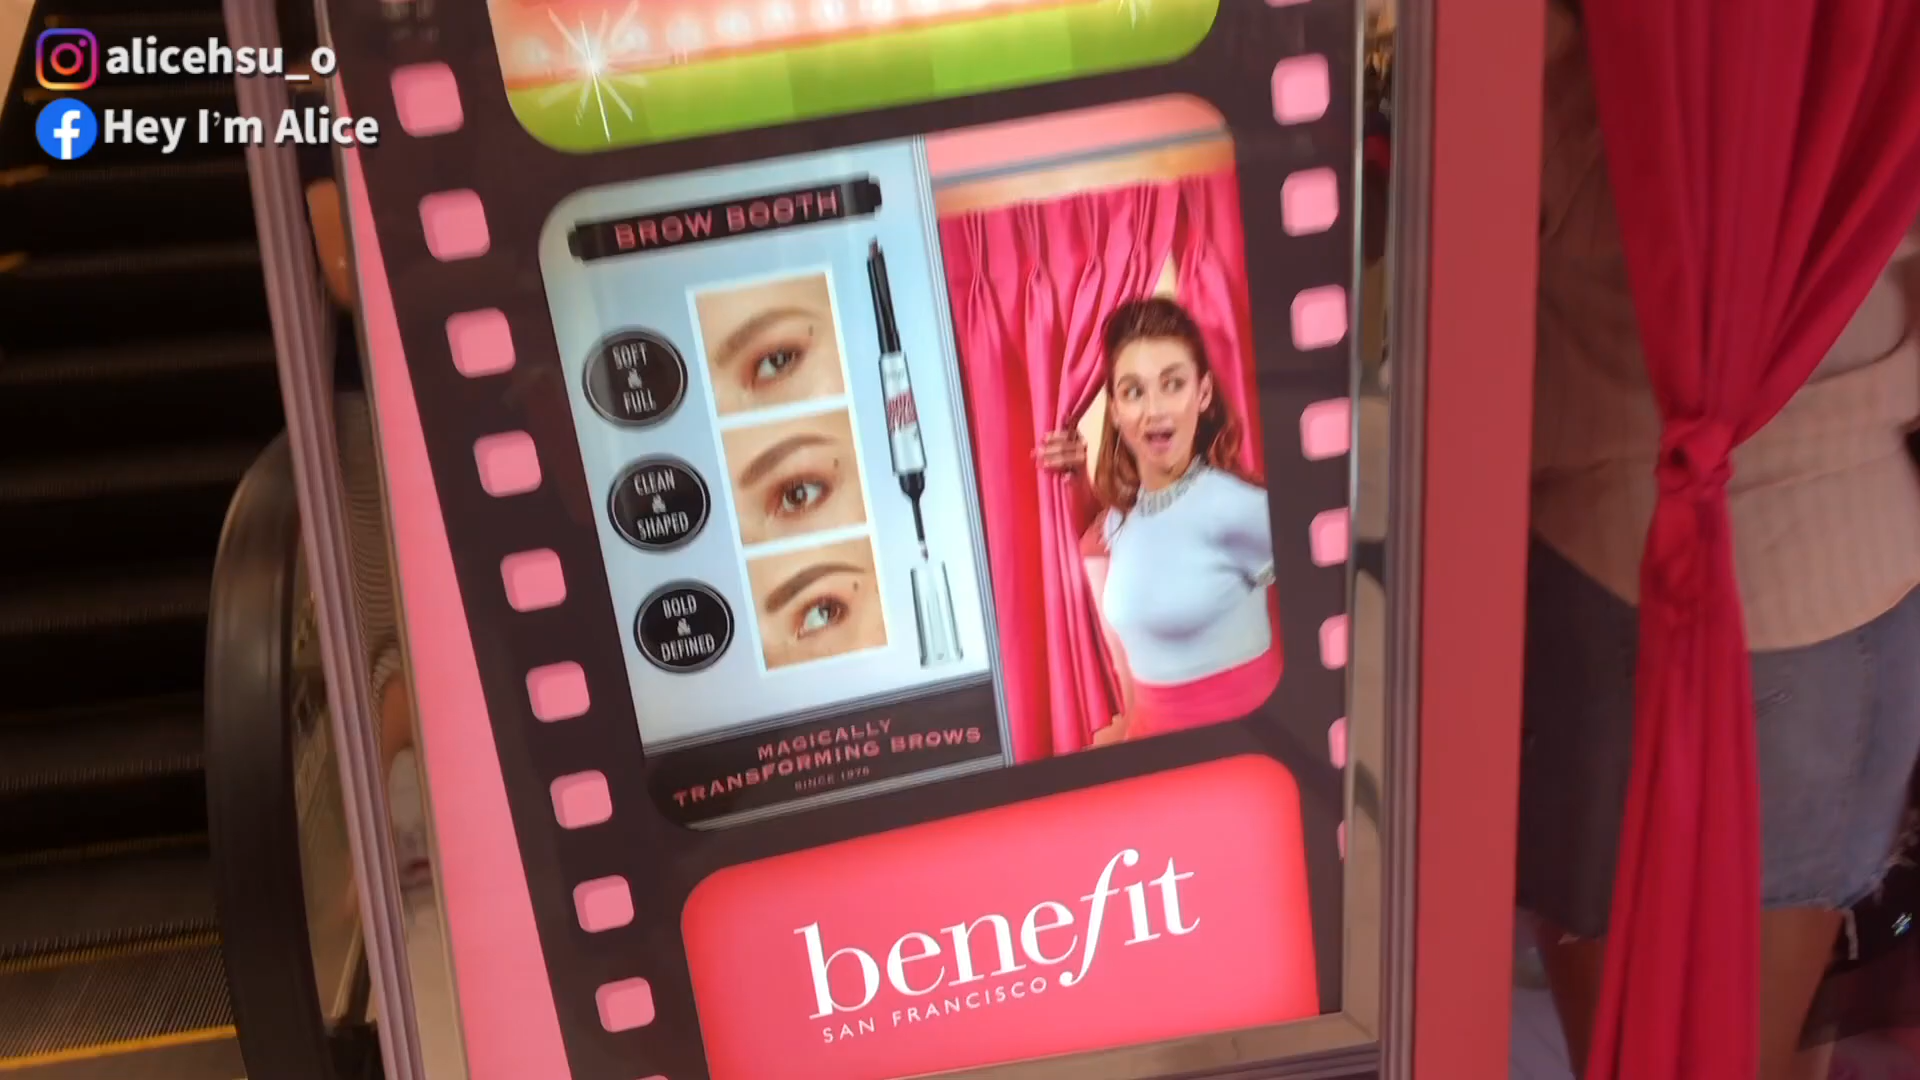 alicehsu_o
Hey I'm Alice
BROW BOOTH
SOFT
&
FULL
CLEAN
&
SHAPED
BOLD
&
DEFINED
MAGICALLY
TRANSFORMING BROWS
SINCE 1976
benefit
SAN FRANCISCO